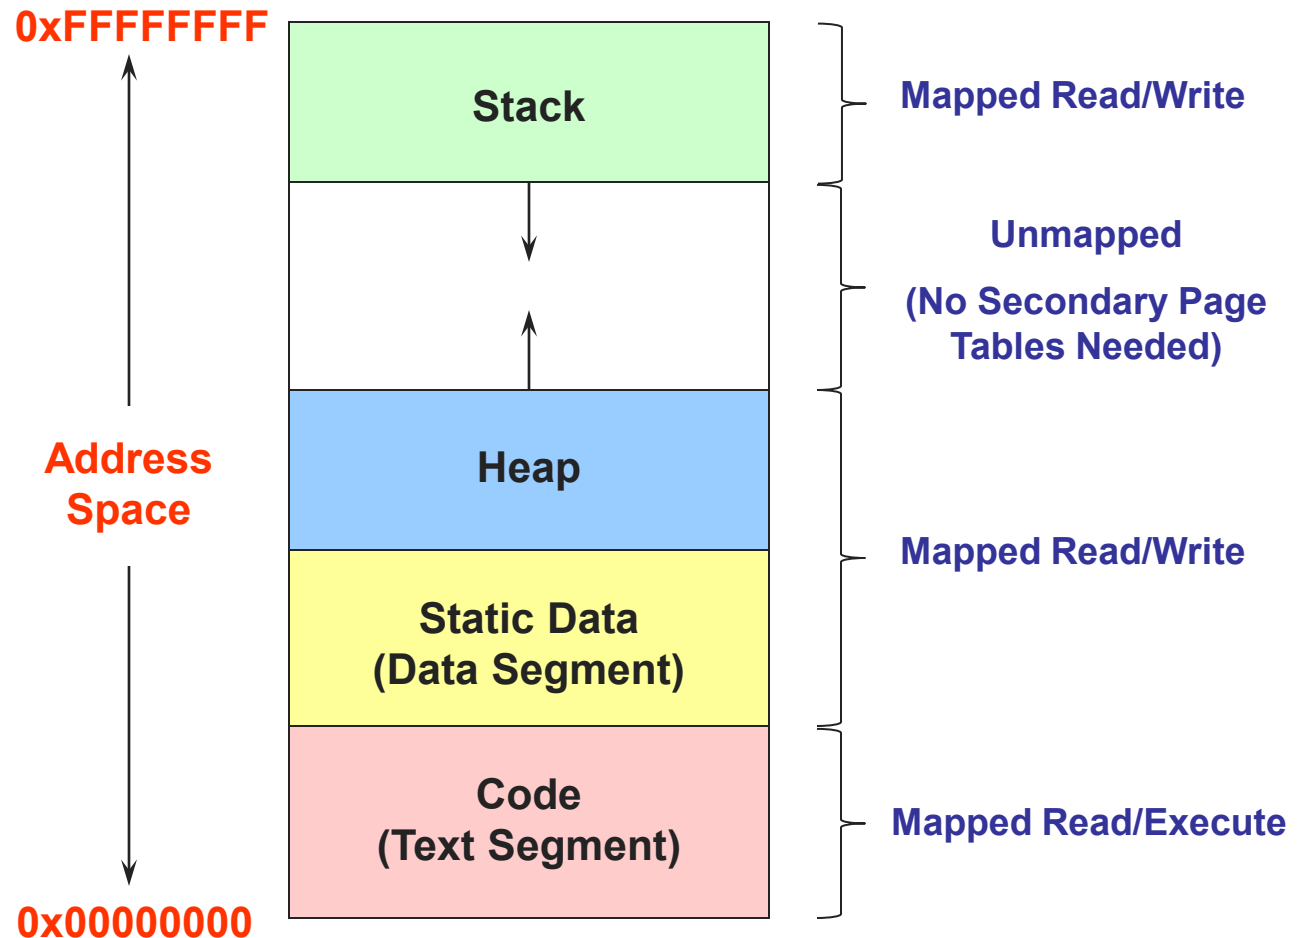 0xFFFFFFFF
Stack
Mapped Read/Write
Unmapped
(No Secondary Page
Tables Needed)
Address
Space
Heap
Mapped Read/Write
Static Data
(Data Segment)
Code
(Text Segment)
Mapped Read/Execute
0x00000000